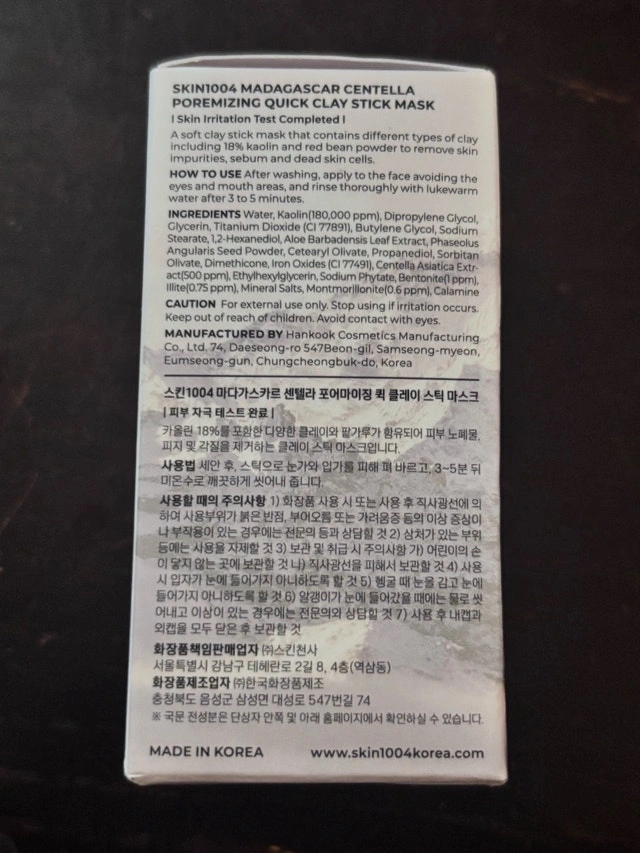 SKIN1004 MADAGASCAR CENTELLA
POREMIZING QUICK CLAY STICK MASK
I Skin Irritation Test Completed I
A soft clay stick mask that contains different types of clay
including 18% kaolin and red bean powder to remove skin
impurities, sebum and dead skin cells.
HOW TO USE After washing, apply to the face avoiding the
eyes and mouth areas, and rinse thoroughly with lukewarm
water after 3 to 5 minutes.
INGREDIENTS Water, Kaolin(180,000 ppm), Dipropylene Glycol,
Glycerin, Titanium Dioxide (CI 77891), Butylene Glycol, Sodium
Stearate, 1,2-Hexanediol, Aloe Barbadensis Leaf Extract, Phaseolus
Angularis Seed Powder, Cetearyl Olivate, Propanediol, Sorbitan
Olivate, Dimethicone, Iron Oxides (CI 77491), Centella Asiatica Extr-
act(500 ppm), Ethylhexylglycerin, Sodium Phytate, Bentonite(1 ppm),
Illite(0.75 ppm), Mineral Salts, Montmorillonite(0.6 ppm), Calamine
CAUTION For external use only. Stop using if irritation occurs.
Keep out of reach of children. Avoid contact with eyes.
MANUFACTURED BY Hankook Cosmetics Manufacturing
Co., Ltd. 74, Daeseong-ro 547Beon-gil, Samseong-myeon,
Eumseong-gun, Chungcheongbuk-do, Korea
스킨1004 마다가스카르 센텔라 포어마이징 퀵 클레이 스틱 마스크
| 피부 자극 테스트 완료 |
카올린 18%를 포함한 다양한 클레이와 팥가루가 함유되어 피부 노폐물,
피지 및 각질을 제거하는 클레이 스틱 마스크입니다.
사용법 세안 후, 스틱으로 눈가와 입가를 피해 펴 바르고, 3~5분 뒤
미온수로 깨끗하게 씻어내 줍니다.
사용할 때의 주의사항 1) 화장품 사용 시 또는 사용 후 직사광선에 의
하여 사용부위가 붉은 반점, 부어오름 또는 가려움증 등의 이상 증상이
나 부작용이 있는 경우에는 전문의 등과 상담할 것 2) 상처가 있는 부위
등에는 사용을 자제할 것 3) 보관 및 취급 시 주의사항 가) 어린이의 손
이 닿지 않는 곳에 보관할 것 나) 직사광선을 피해서 보관할 것 4) 사용
시 입자가 눈에 들어가지 아니하도록 할 것 5) 헹굴 때 눈을 감고 눈에
들어가지 아니하도록 할 것 6) 알갱이가 눈에 들어갔을 때에는 물로 씻
어내고 이상이 있는 경우에는 전문의와 상담할 것 7) 사용 후 내캡과
외캡을 모두 닫은 후 보관할 것
화장품책임판매업자 ㈜스킨천사
서울특별시 강남구 테헤란로 2길 8, 4층(역삼동)
화장품제조업자 ㈜한국화장품제조
충청북도 음성군 삼성면 대성로 547번길 74
※ 국문 전성분은 단상자 안쪽 및 아래 홈페이지에서 확인하실 수 있습니다.
MADE IN KOREA www.skin1004korea.com